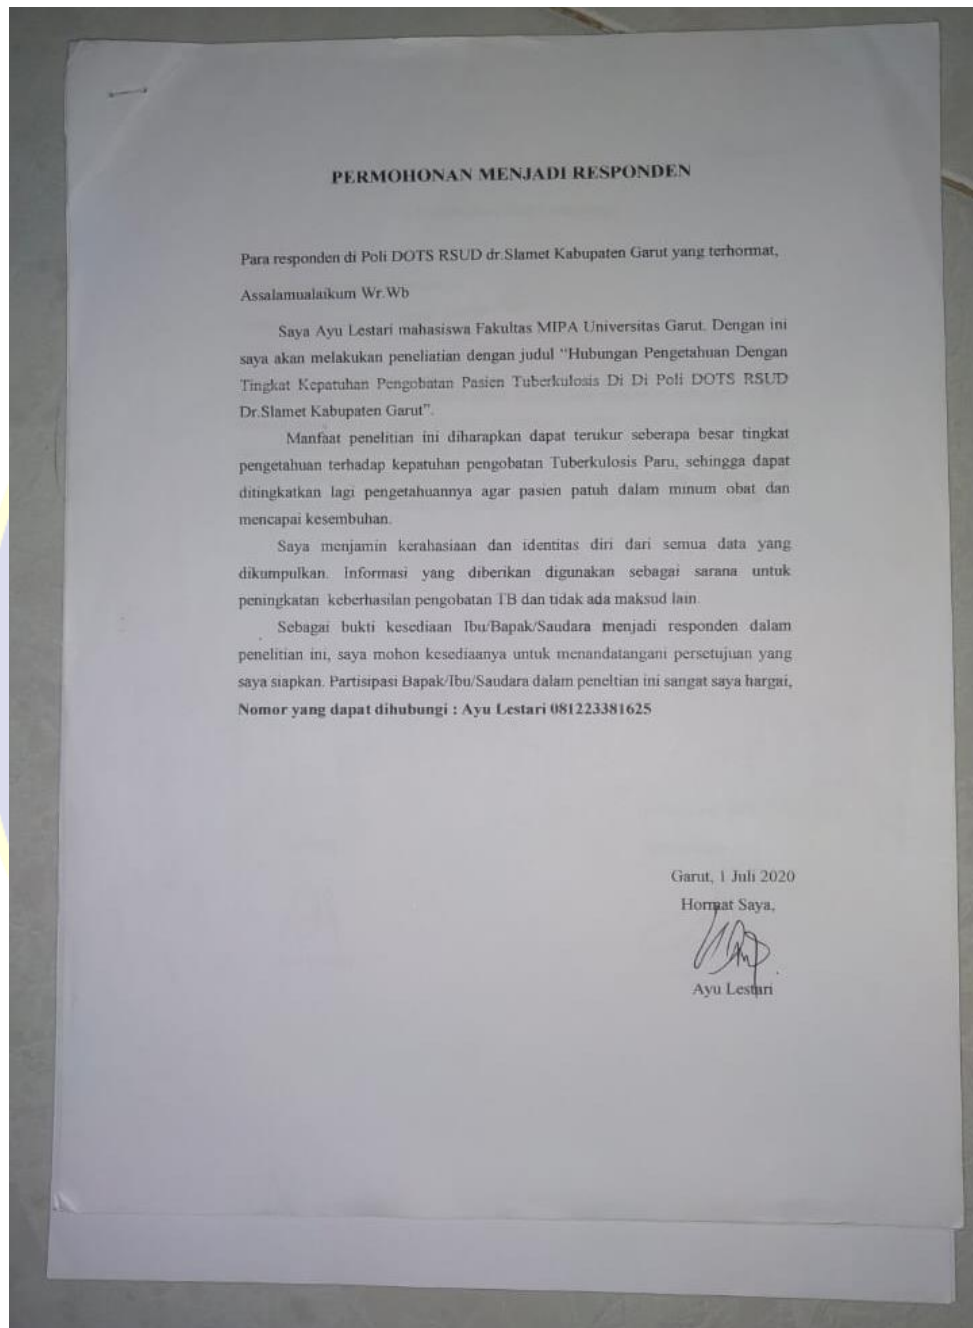 PERMOHONAN MENJADI RESPONDEN
Para responden di Poli DOTS RSUD dr.Slamet Kabupaten Garut yang terhormat,
Assalamualaikum Wr.Wb
Saya Ayu Lestari mahasiswa Fakultas MIPA Universitas Garut. Dengan ini
saya akan melakukan peneliatian dengan judul “Hubungan Pengetahuan Dengan
Tingkat Kepatuhan Pengobatan Pasien Tuberkulosis Di Di Poli DOTS RSUD
Dr.Slamet Kabupaten Garut”.
Manfaat penelitian ini diharapkan dapat terukur seberapa besar tingkat
pengetahuan terhadap kepatuhan pengobatan Tuberkulosis Paru, sehingga dapat
ditingkatkan lagi pengetahuannya agar pasien patuh dalam minum obat dan
mencapai kesembuhan.
Saya menjamin kerahasiaan dan identitas diri dari semua data yang
dikumpulkan. Informasi yang diberikan digunakan sebagai sarana untuk
peningkatan keberhasilan pengobatan TB dan tidak ada maksud lain.
Sebagai bukti kesediaan Ibu/Bapak/Saudara menjadi responden dalam
penelitian ini, saya mohon kesediaanya untuk menandatangani persetujuan yang
saya siapkan. Partisipasi Bapak/Ibu/Saudara dalam peneltian ini sangat saya hargai,
Nomor yang dapat dihubungi : Ayu Lestari 081223381625
Garut, 1 Juli 2020
Hormat Saya,
Ayu Lestari